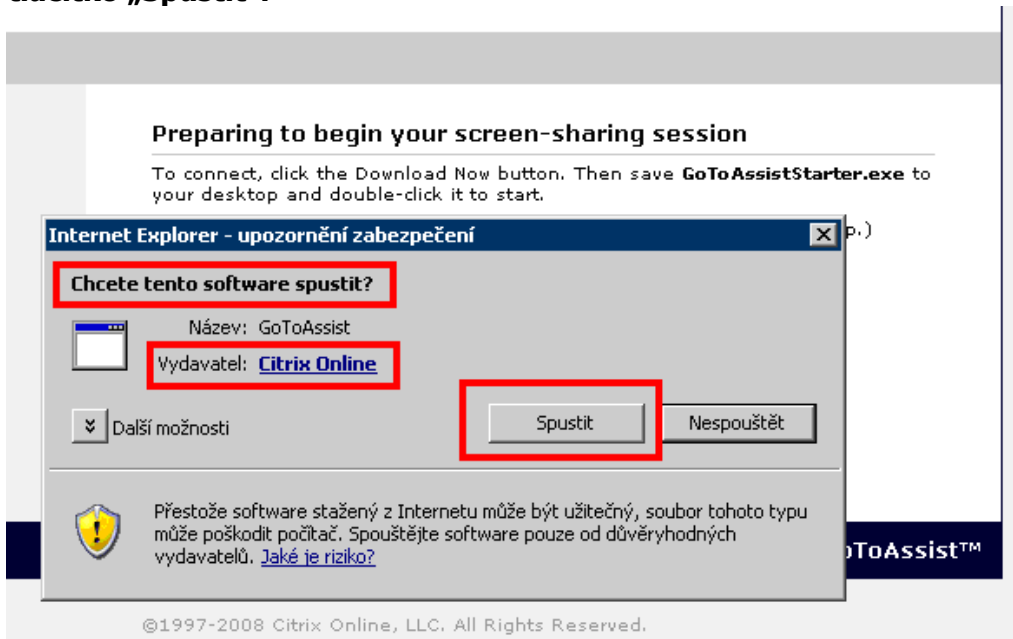 „Spustit“.
Preparing to begin your screen-sharing session
To connect, click the Download Now button. Then save GoToAssistStarter.exe to
your desktop and double-click it to start.
p.)
Internet Explorer - upozornění zabezpečení
Chcete tento software spustit?
Název: GoToAssist
Vydavatel: Citrix Online
Další možnosti
Spustit
Nespouštět
Přestože software stažený z Internetu může být užitečný, soubor tohoto typu
může poškodit počítač. Spouštějte software pouze od důvěryhodných
vydavatelů. Jaké je riziko?
oToAssist™
©1997-2008 Citrix Online, LLC. All Rights Reserved.